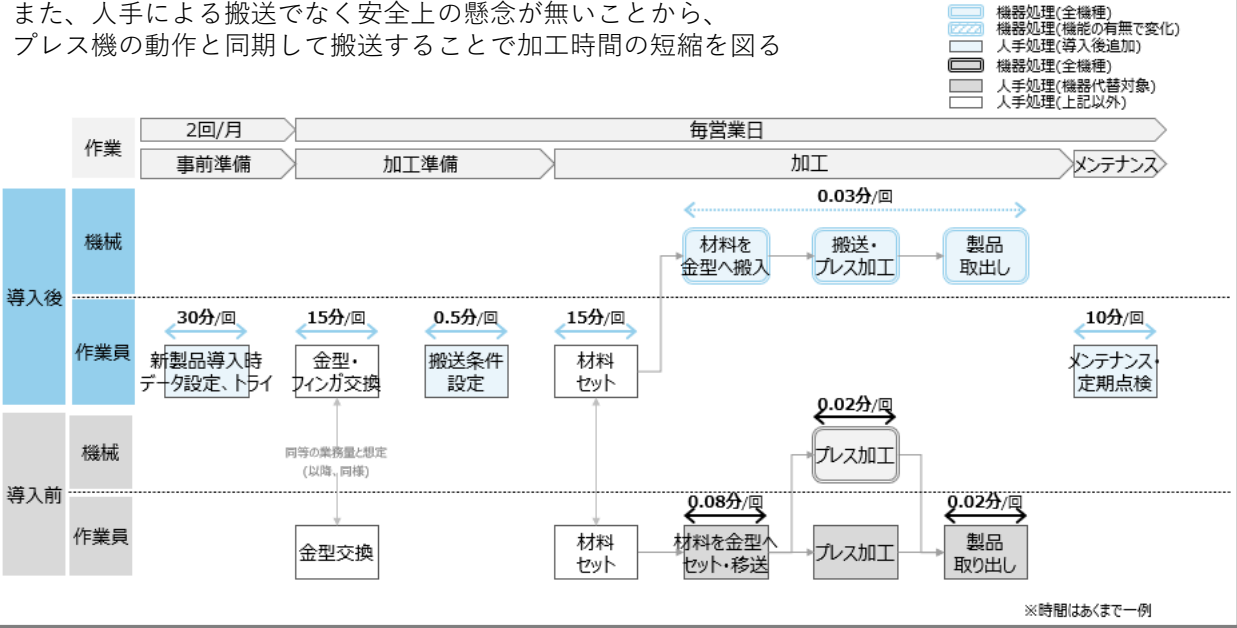 また、人手による搬送でなく安全上の懸念が無いことから、
プレス機の動作と同期して搬送することで加工時間の短縮を図る
機器処理(全機種)
機器処理(機能の有無で変化)
人手処理(導入後追加)
機器処理(全機種)
人手処理(機器代替対象)
人手処理(上記以外)
作業
2回/月
毎営業日
事前準備
加工準備
加工
メンテナンス
導入後
機械
0.03分/回
材料を
金型へ搬入
搬送・
プレス加工
製品
取出し
作業員
30分/回
新製品導入時
データ設定、トライ
15分/回
金型・
フィンガ交換
0.5分/回
搬送条件
設定
15分/回
材料
セット
10分/回
メンテナンス・
定期点検
導入前
機械
同等の業務量と想定
(以降、同様)
0.02分/回
プレス加工
作業員
金型交換
材料
セット
0.08分/回
材料を金型へ
セット・移送
プレス加工
0.02分/回
製品
取り出し
※時間はあくまで一例